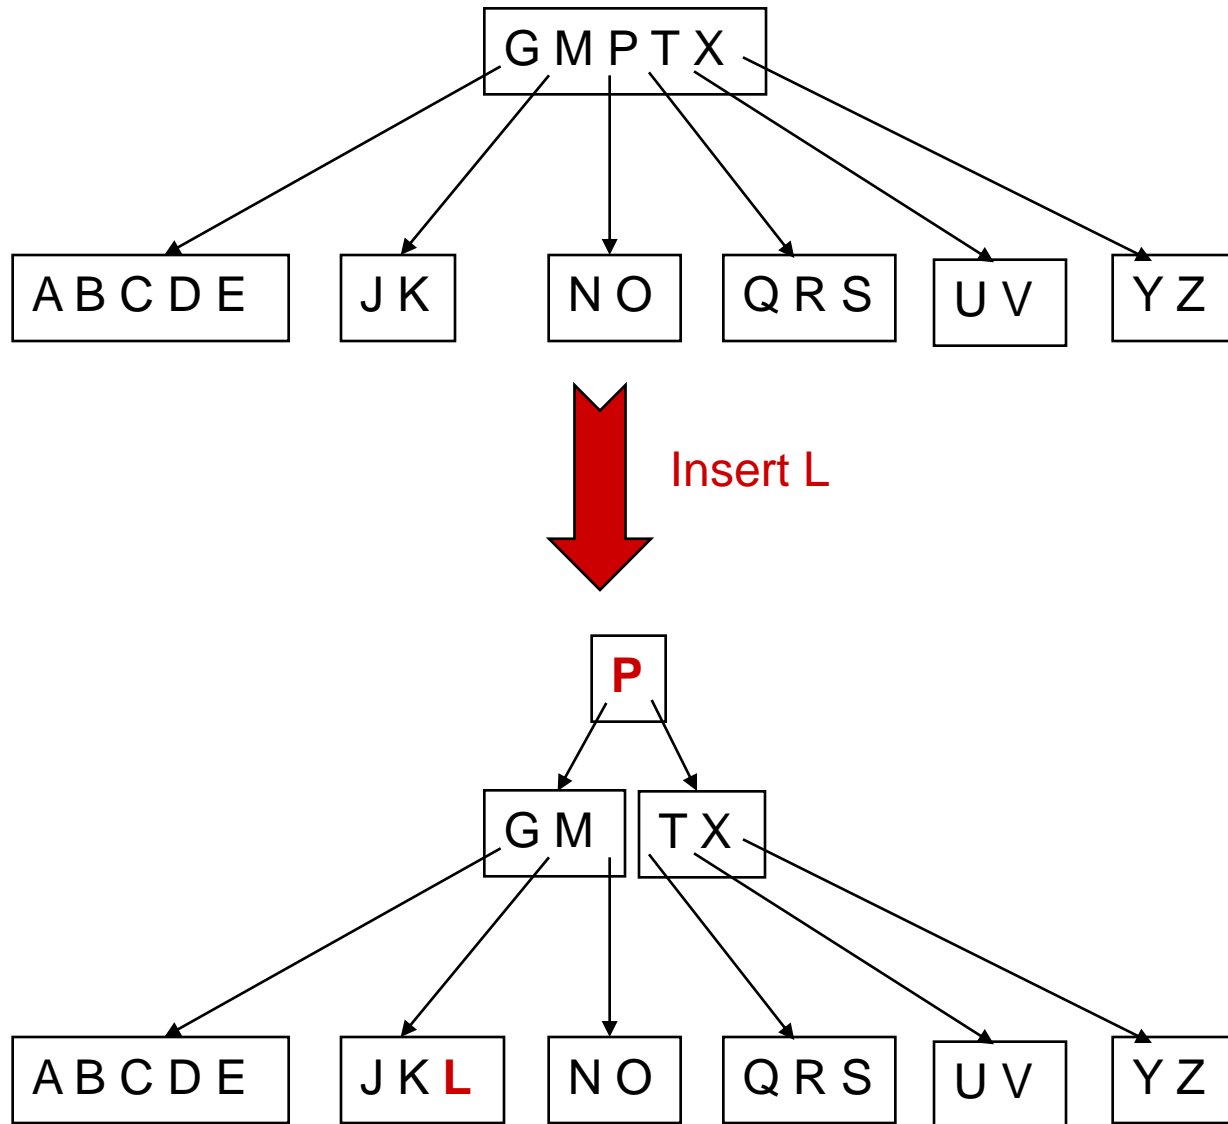 G M P T X
A B C D E
J K
N O
Q R S
U V
Y Z
Insert L
P
G M
T X
A B C D E
J K L
N O
Q R S
U V
Y Z